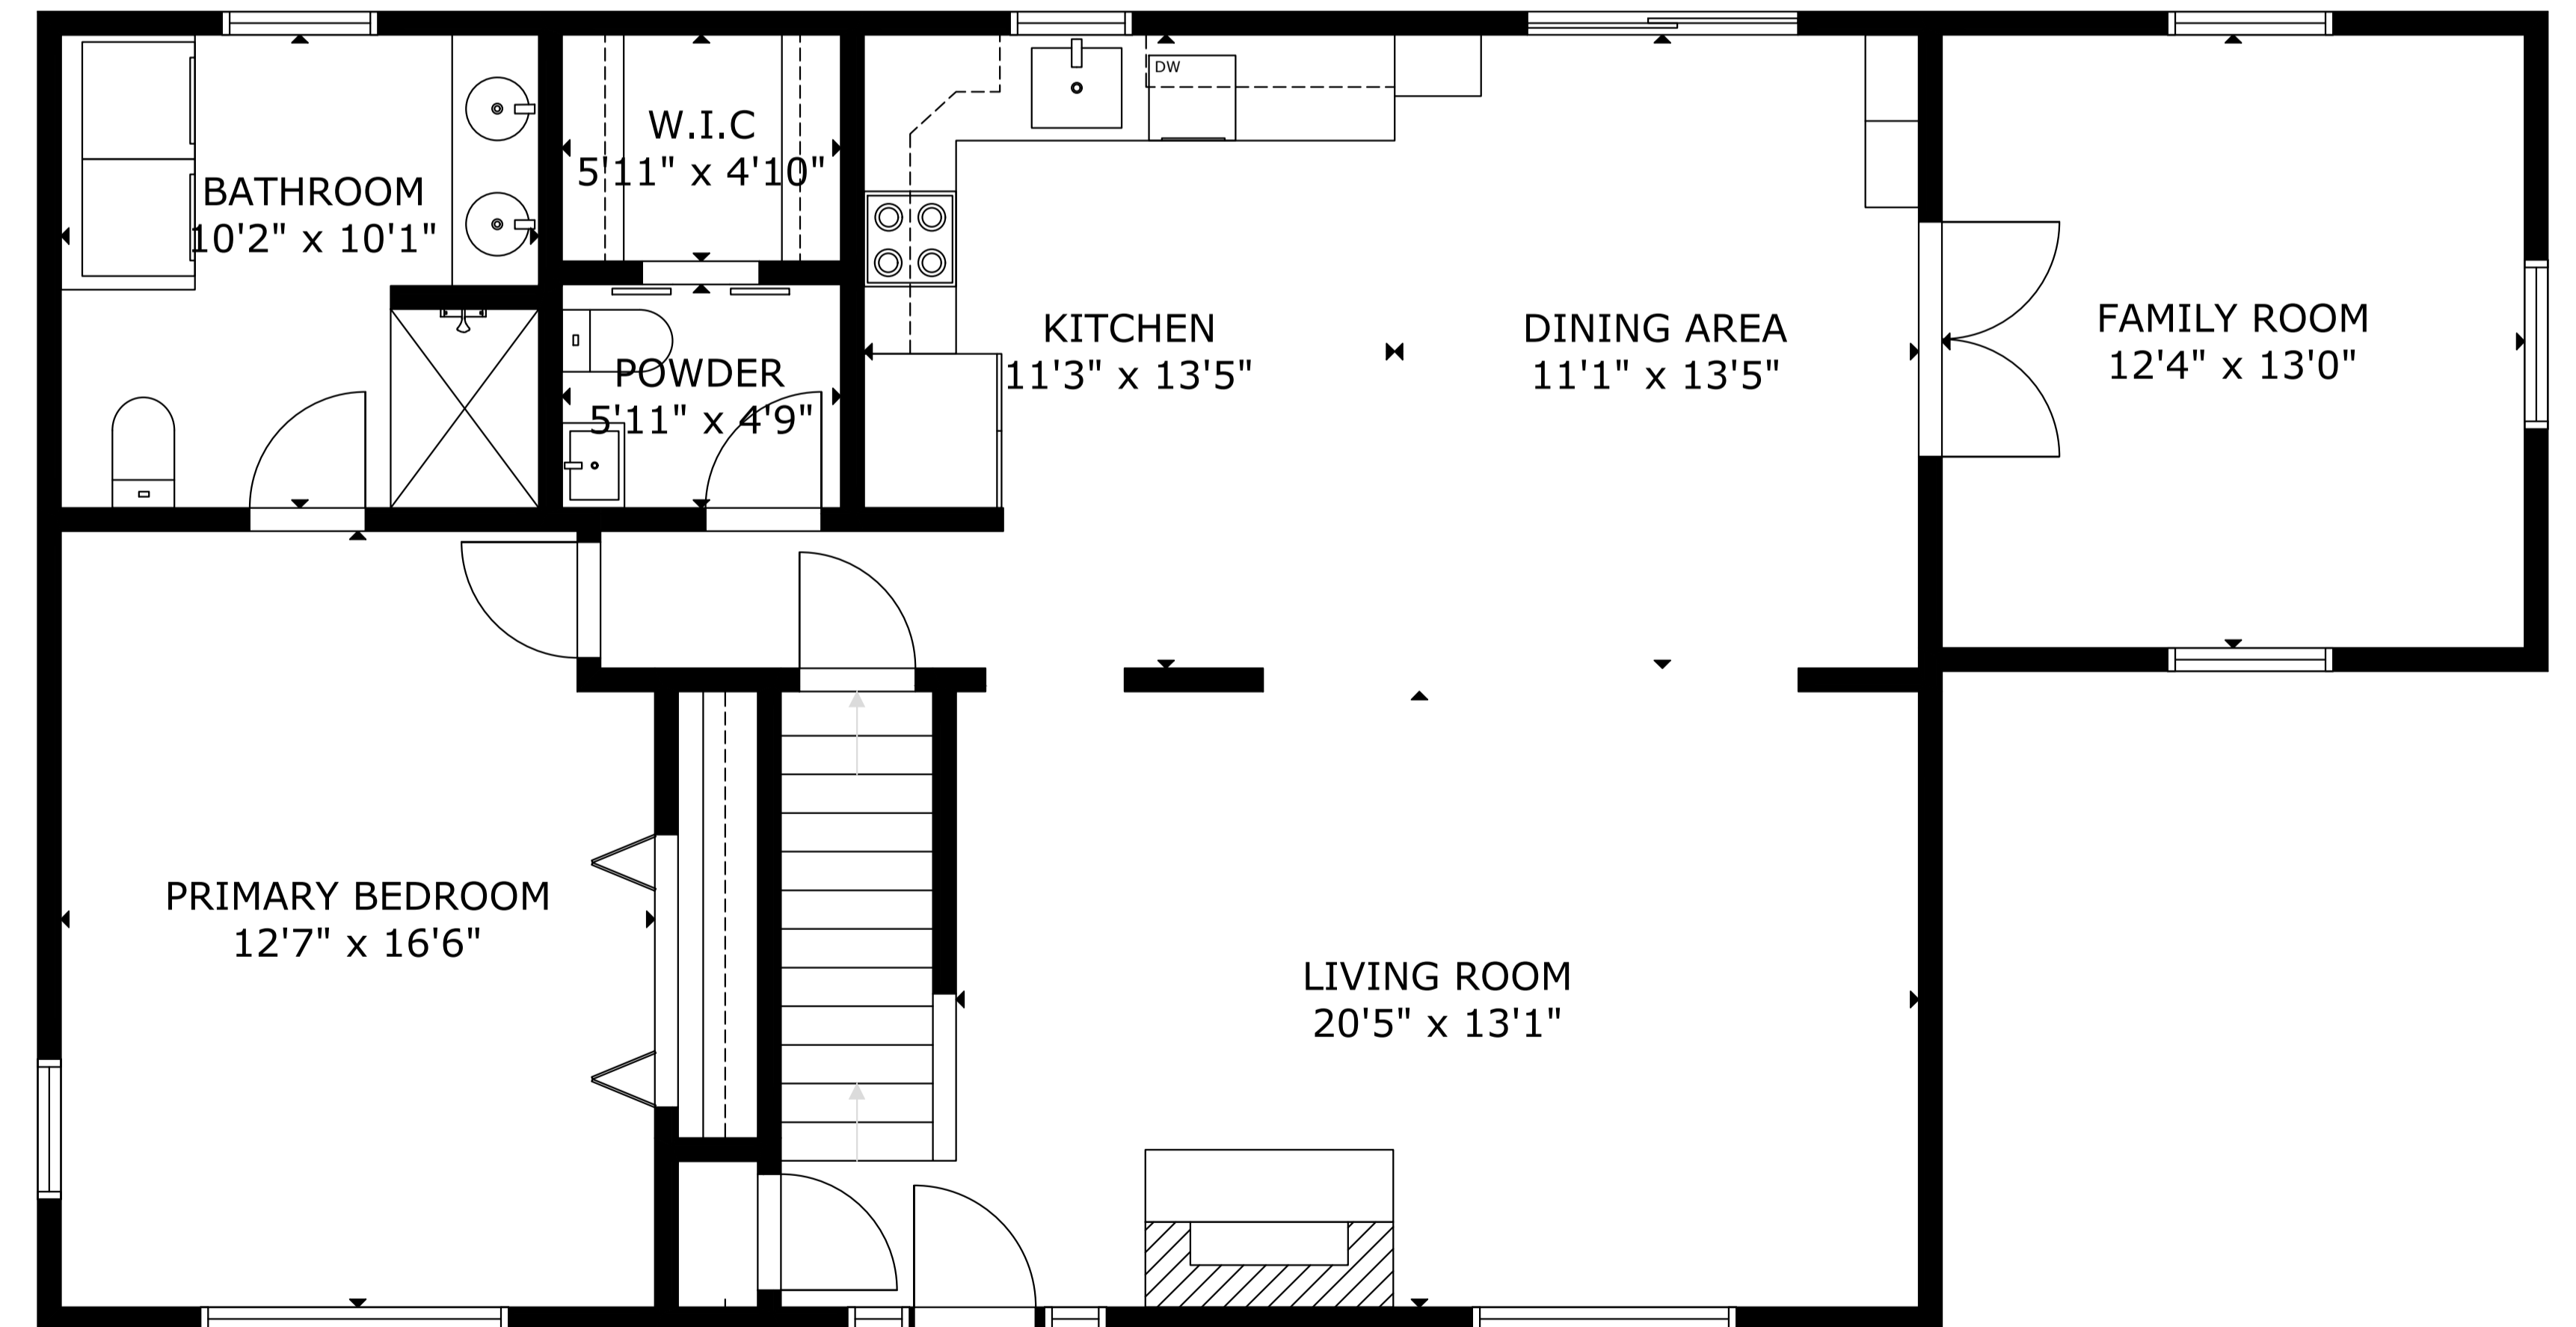 DW
W.I.C
5'11" x 4'10"
BATHROOM
10'2" x 10'1"
KITCHEN
11'3" x 13'5"
DINING AREA
11'1" x 13'5"
FAMILY ROOM
12'4" x 13'0"
POWDER
5'11" x 4'9"
PRIMARY BEDROOM
12'7" x 16'6"
LIVING ROOM
20'5" x 13'1"